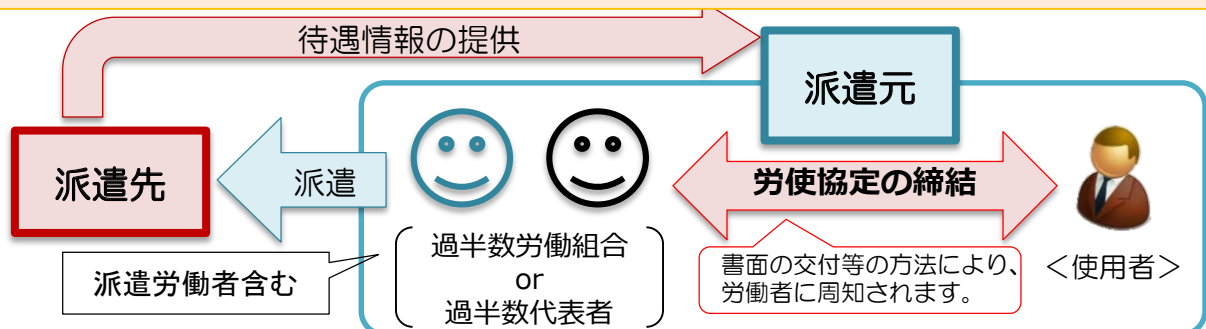 待遇情報の提供
派遣元
派遣先
派遣
労使協定の締結
過半数労働組合
or
過半数代表者
派遣労働者含む
書面の交付等の方法により、
労働者に周知されます。
＜使用者＞